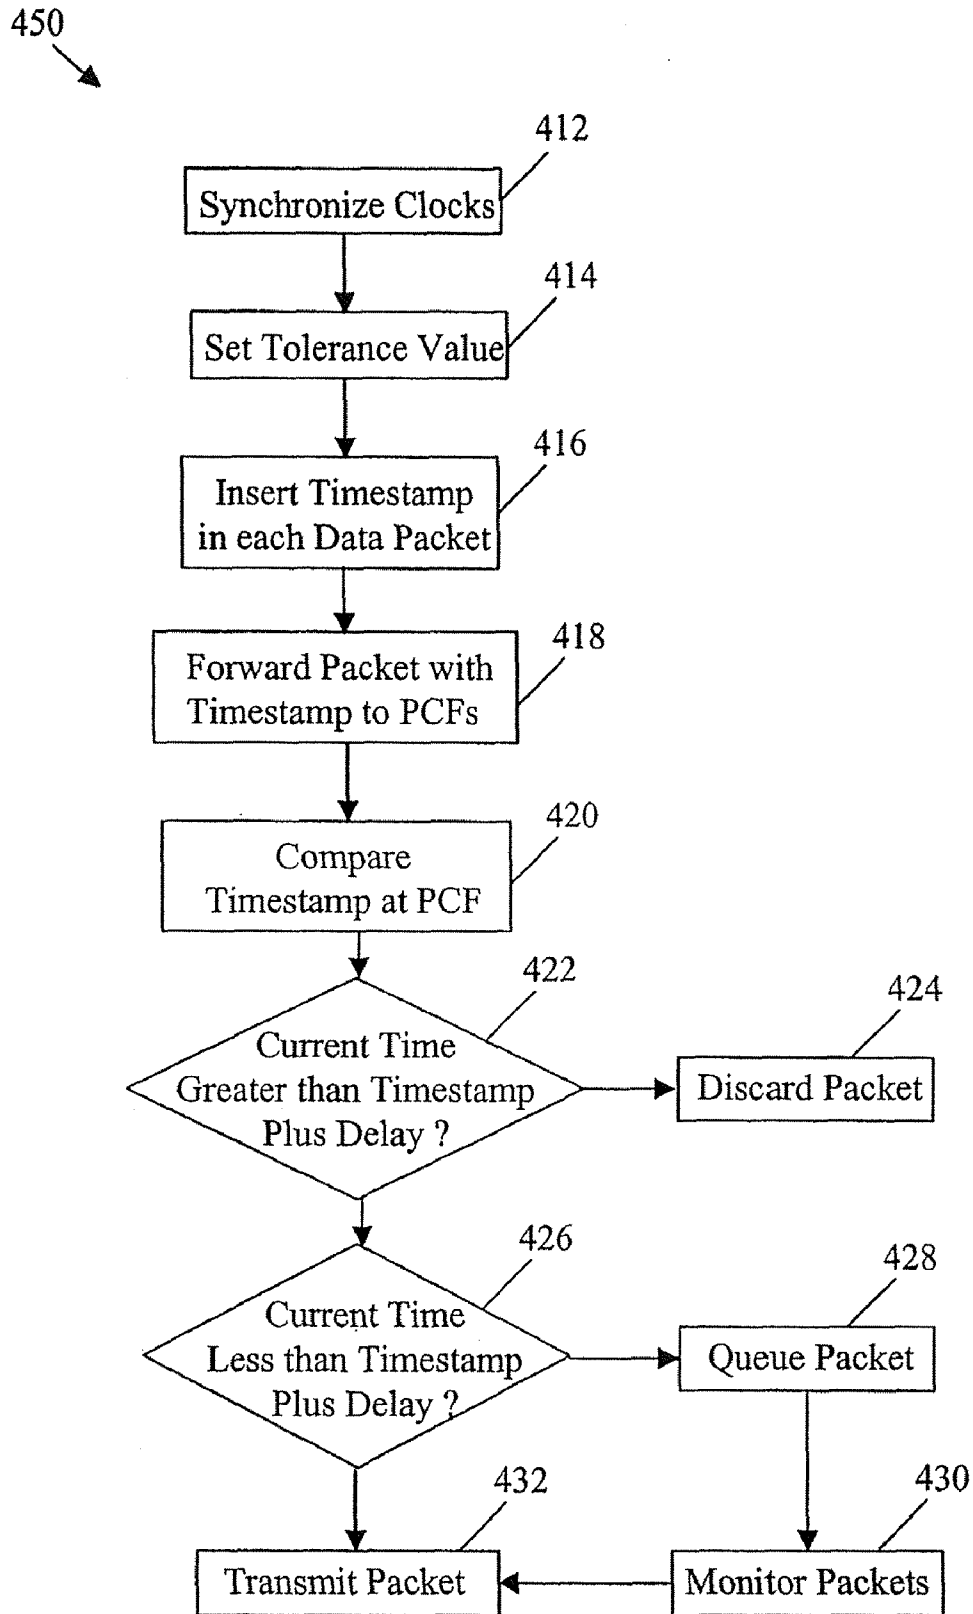 450
412
Synchronize Clocks
414
Set Tolerance Value
416
Insert Timestamp
in each Data Packet
418
Forward Packet with
Timestamp to PCFs
420
Compare
Timestamp at PCF
422
Current Time
Greater than Timestamp
Plus Delay ?
424
Discard Packet
426
Current Time
Less than Timestamp
Plus Delay ?
428
Queue Packet
432
Transmit Packet
430
Monitor Packets